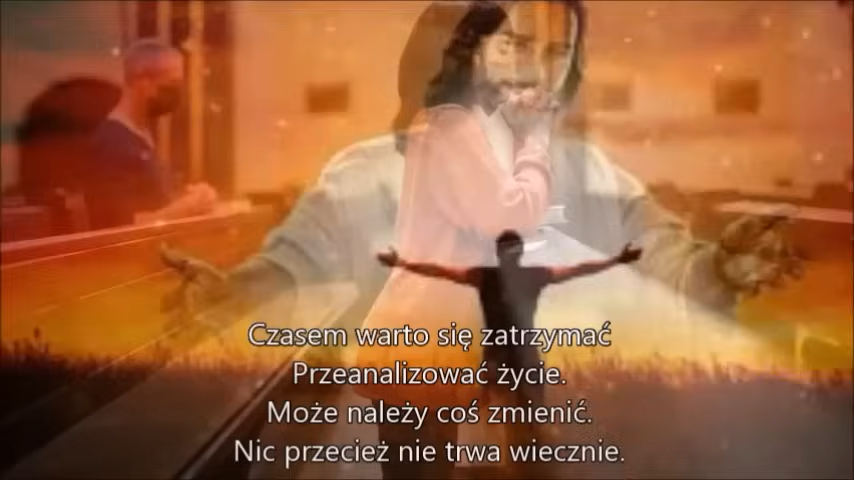 Czasem warto się zatrzymać
Przeanalizować życie.
Może należy coś zmienić.
Nic przecież nie trwa wiecznie.